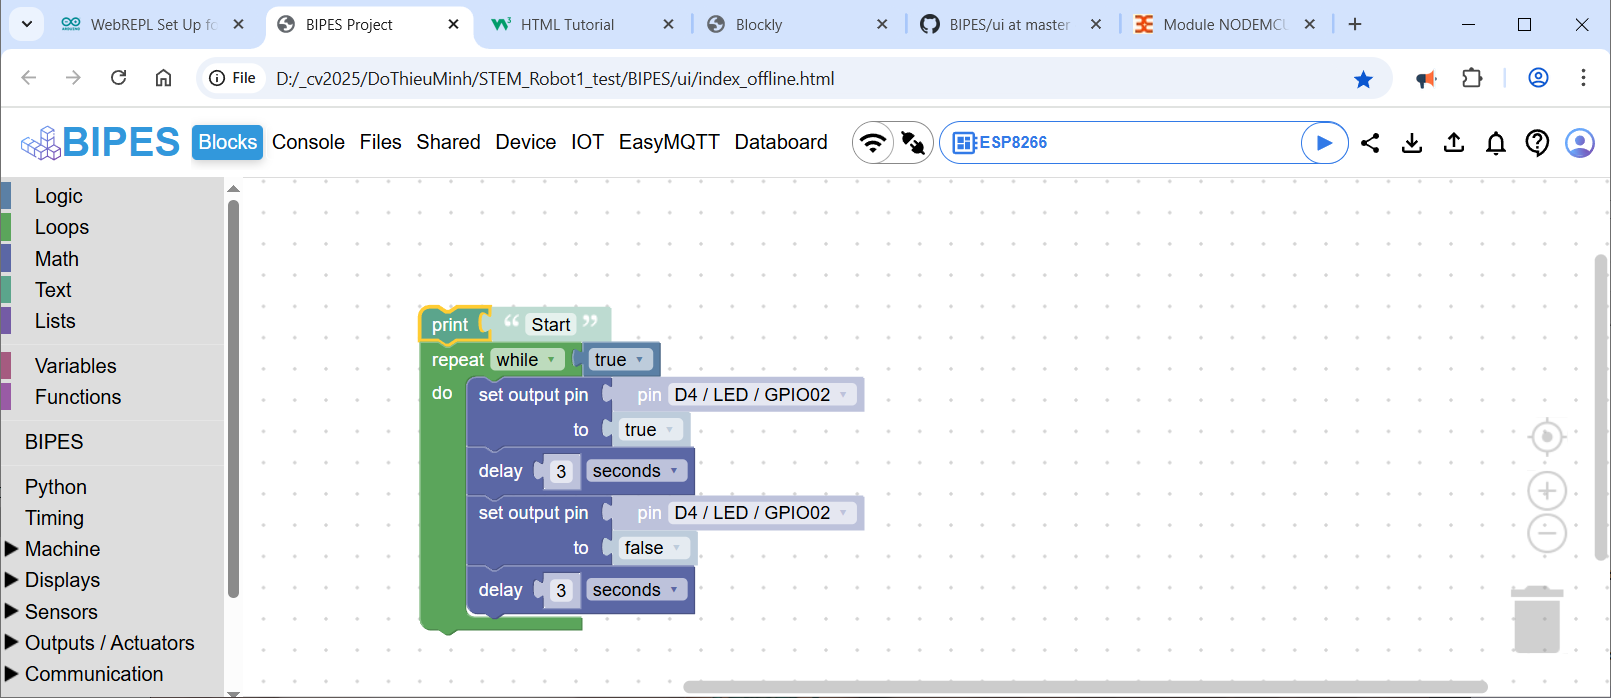 WebREPL Set Up fo
BIPES Project
HTML Tutorial
Blockly
BIPES/ui at master
Module NODEMCU
File
D:/_cv2025/DoThieuMinh/STEM_Robot1_test/BIPES/ui/index_offline.html
BIPES
Blocks Console Files Shared Device IOT EasyMQTT Databoard
ESP8266
Logic
Loops
Math
Text
Lists
Variables
Functions
BIPES
Python
Timing
Machine
Displays
Sensors
Outputs / Actuators
Communication
print “ Start ”
repeat while true
do set output pin pin D4 / LED / GPIO02
to true
delay 3 seconds
set output pin pin D4 / LED / GPIO02
to false
delay 3 seconds